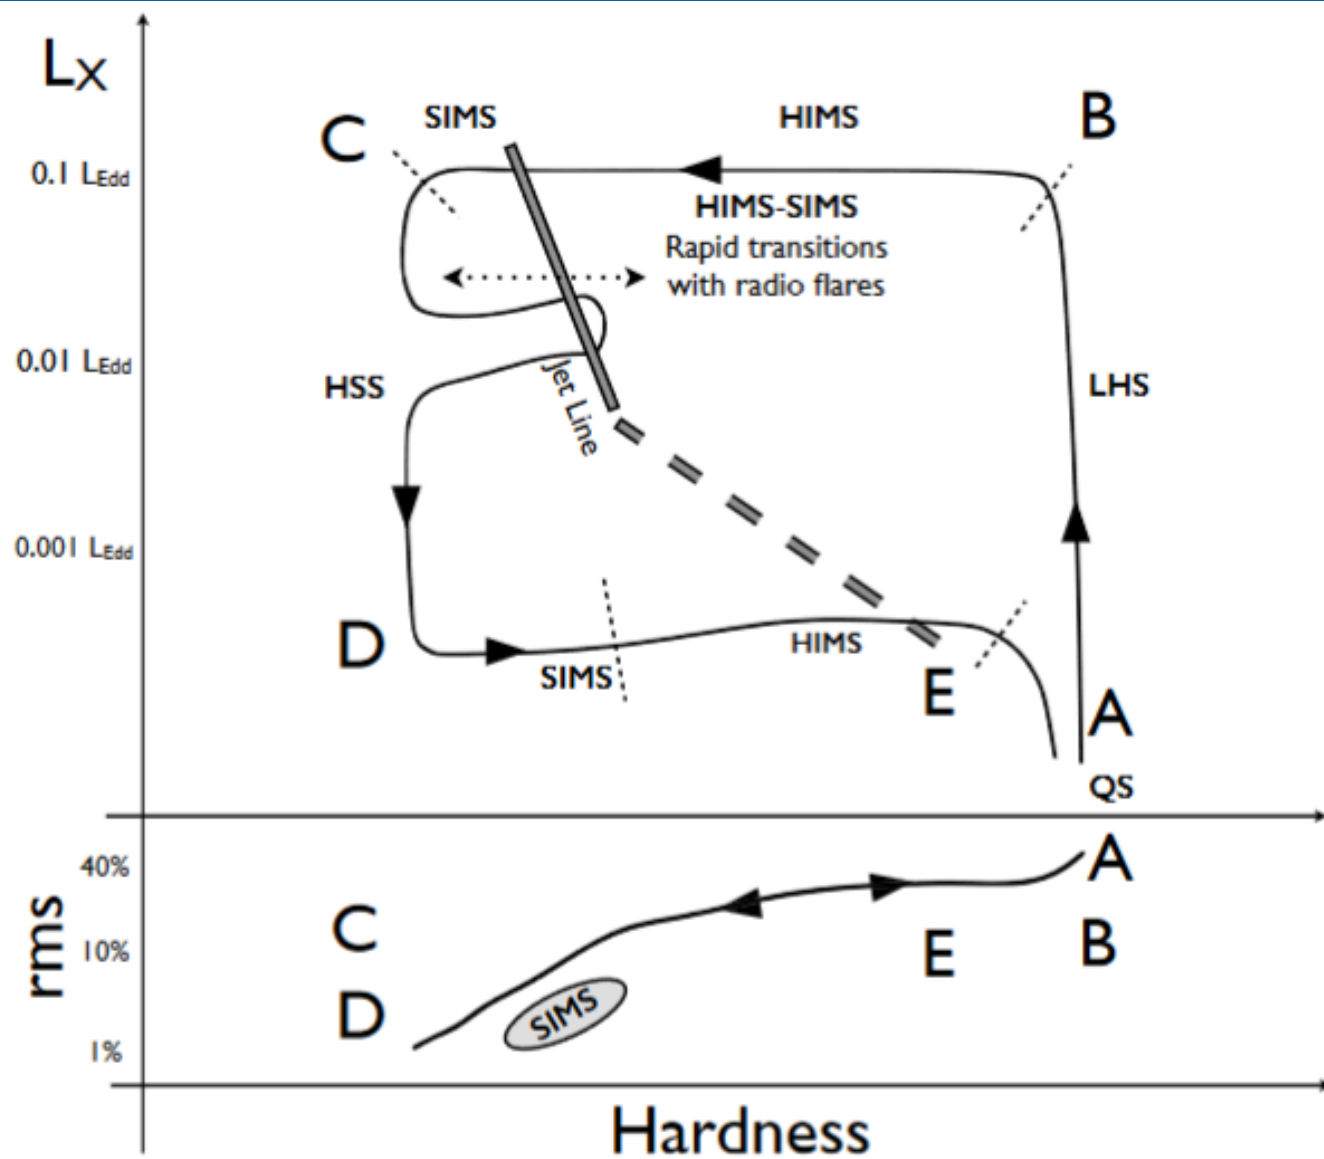 Lx
C
SIMS
HIMS
B
0.1 LEdd
HIMS-SIMS
Rapid transitions
with radio flares
0.01 LEdd
HSS
Jet Line
LHS
0.001 LEdd
D
SIMS
HIMS
E
A
QS
40%
A
rms
C
10%
E
B
D
SIMS
1%
Hardness